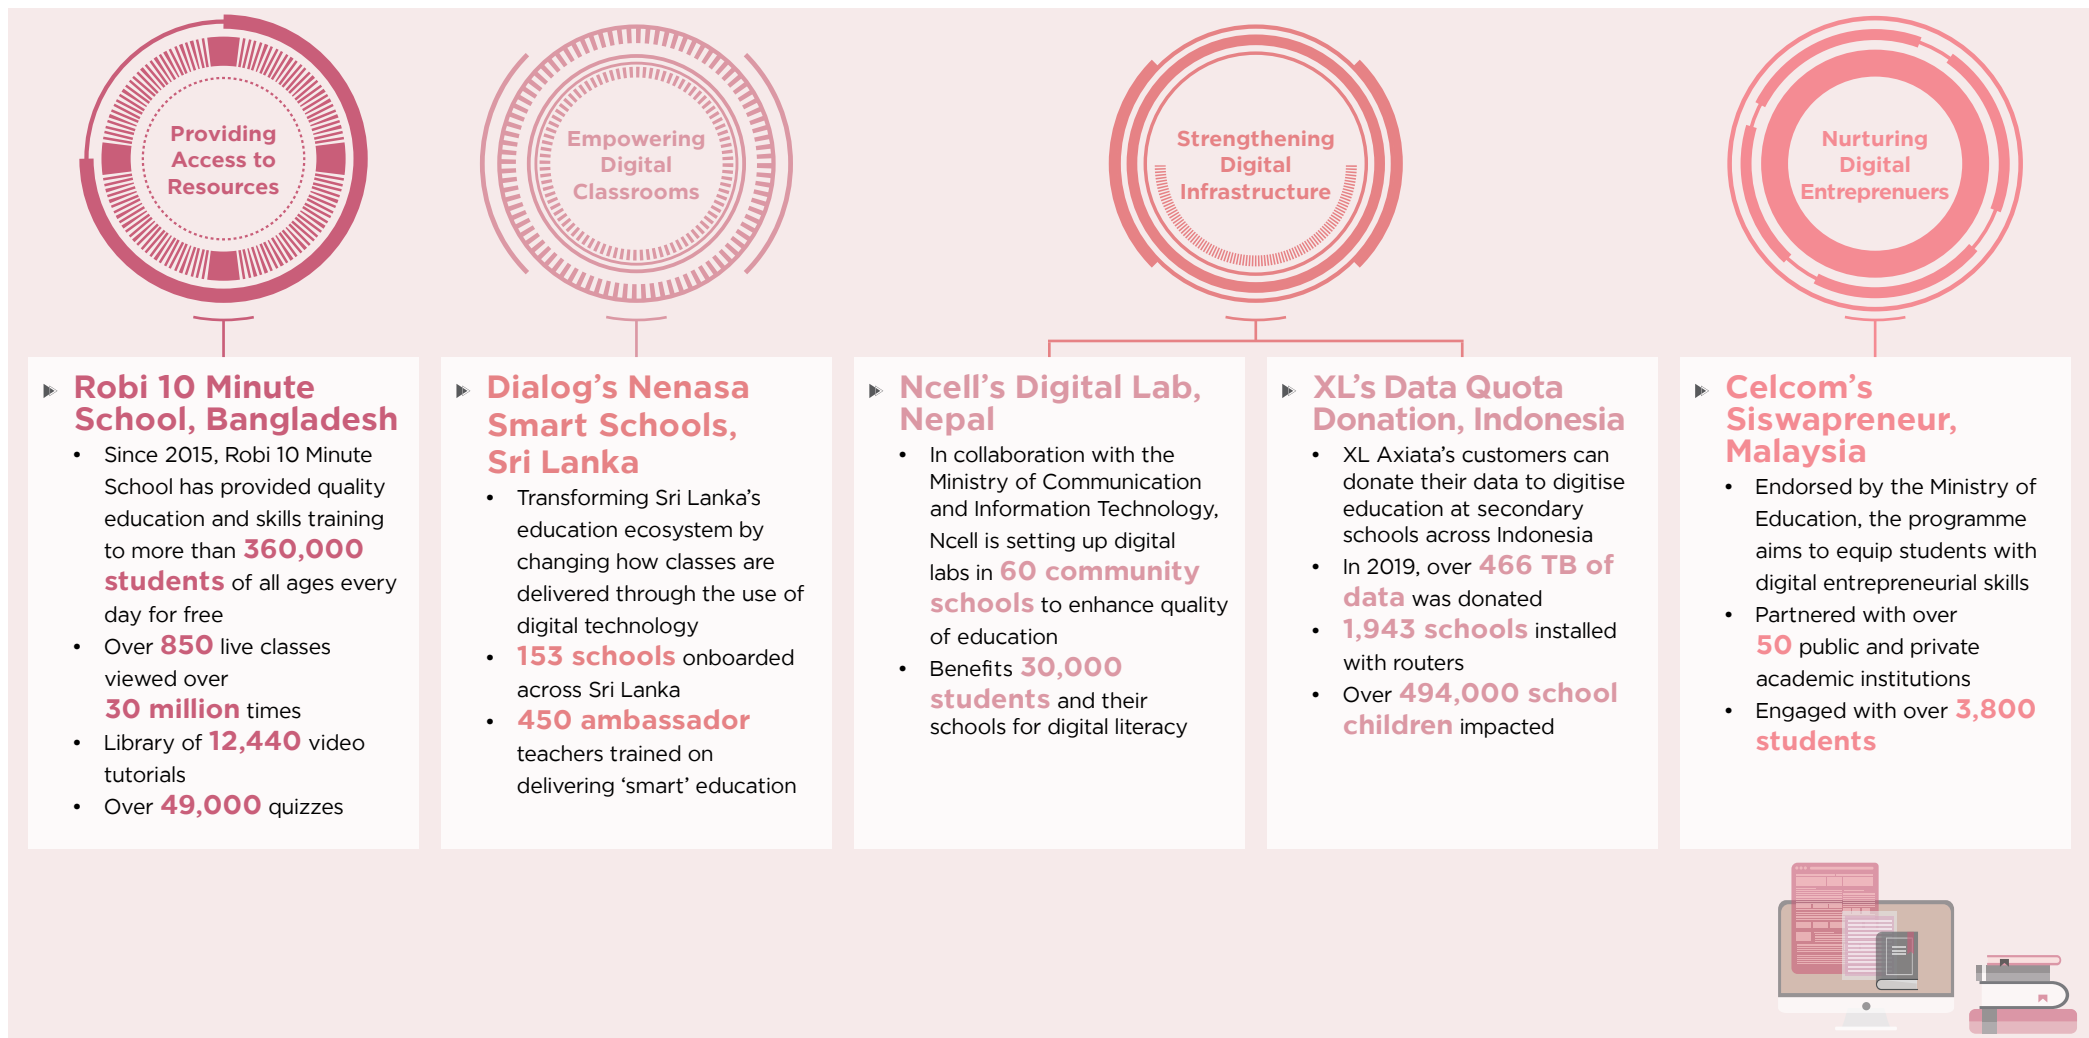 Providing
Access to
Resources
Empowering
Digital
Classrooms
Strengthening
Digital
Infrastructure
Nurturing
Digital
Entreprenuers
Robi 10 Minute
School, Bangladesh
• Since 2015, Robi 10 Minute
School has provided quality
education and skills training
to more than 360,000
students of all ages every
day for free
• Over 850 live classes
viewed over
30 million times
• Library of 12,440 video
tutorials
• Over 49,000 quizzes
Dialog’s Nenasa
Smart Schools,
Sri Lanka
• Transforming Sri Lanka’s
education ecosystem by
changing how classes are
delivered through the use of
digital technology
• 153 schools onboarded
across Sri Lanka
• 450 ambassador
teachers trained on
delivering ‘smart’ education
Ncell’s Digital Lab,
Nepal
• In collaboration with the
Ministry of Communication
and Information Technology,
Ncell is setting up digital
labs in 60 community
schools to enhance quality
of education
• Benefits 30,000
students and their
schools for digital literacy
XL’s Data Quota
Donation, Indonesia
• XL Axiata’s customers can
donate their data to digitise
education at secondary
schools across Indonesia
• In 2019, over 466 TB of
data was donated
• 1,943 schools installed
with routers
• Over 494,000 school
children impacted
Celcom’s
Siswapreneur,
Malaysia
• Endorsed by the Ministry of
Education, the programme
aims to equip students with
digital entrepreneurial skills
• Partnered with over
50 public and private
academic institutions
• Engaged with over 3,800
students